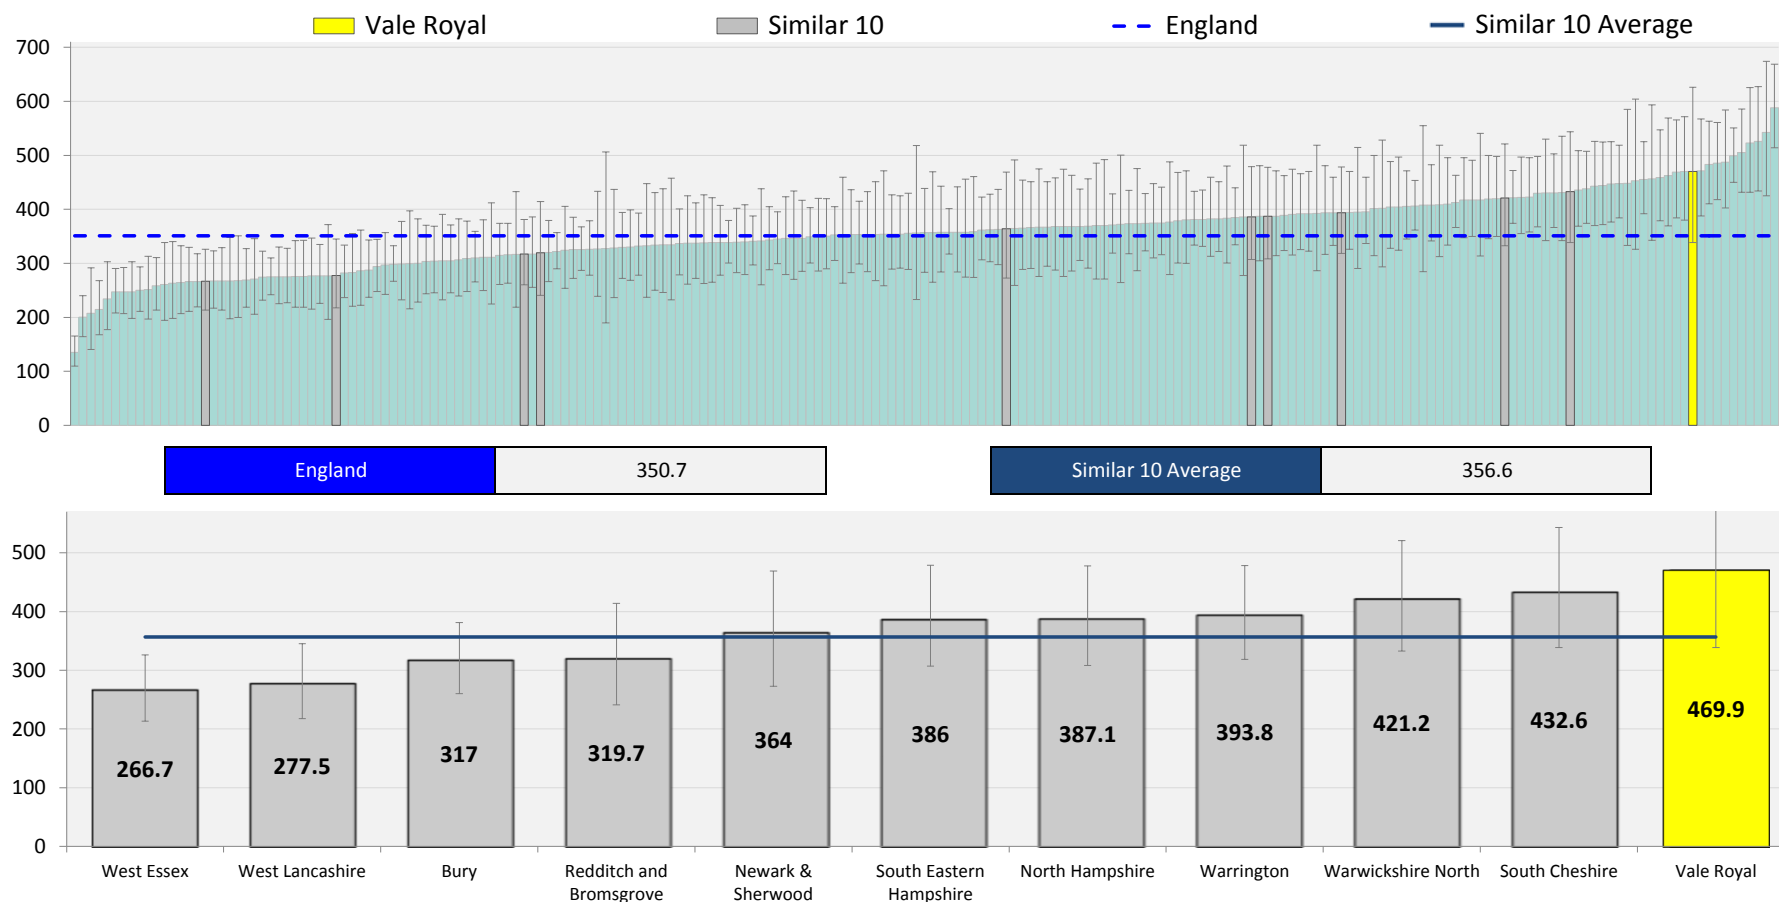 Vale Royal
Similar 10
England
Similar 10 Average
700
600
500
400
300
200
100
0
England
350.7
Similar 10 Average
356.6
500
400
300
200
100
0
266.7
277.5
317
319.7
364
386
387.1
393.8
421.2
432.6
469.9
West Essex
West Lancashire
Bury
Redditch and
Bromsgrove
Newark &
Sherwood
South Eastern
Hampshire
North Hampshire
Warrington
Warwickshire North
South Cheshire
Vale Royal